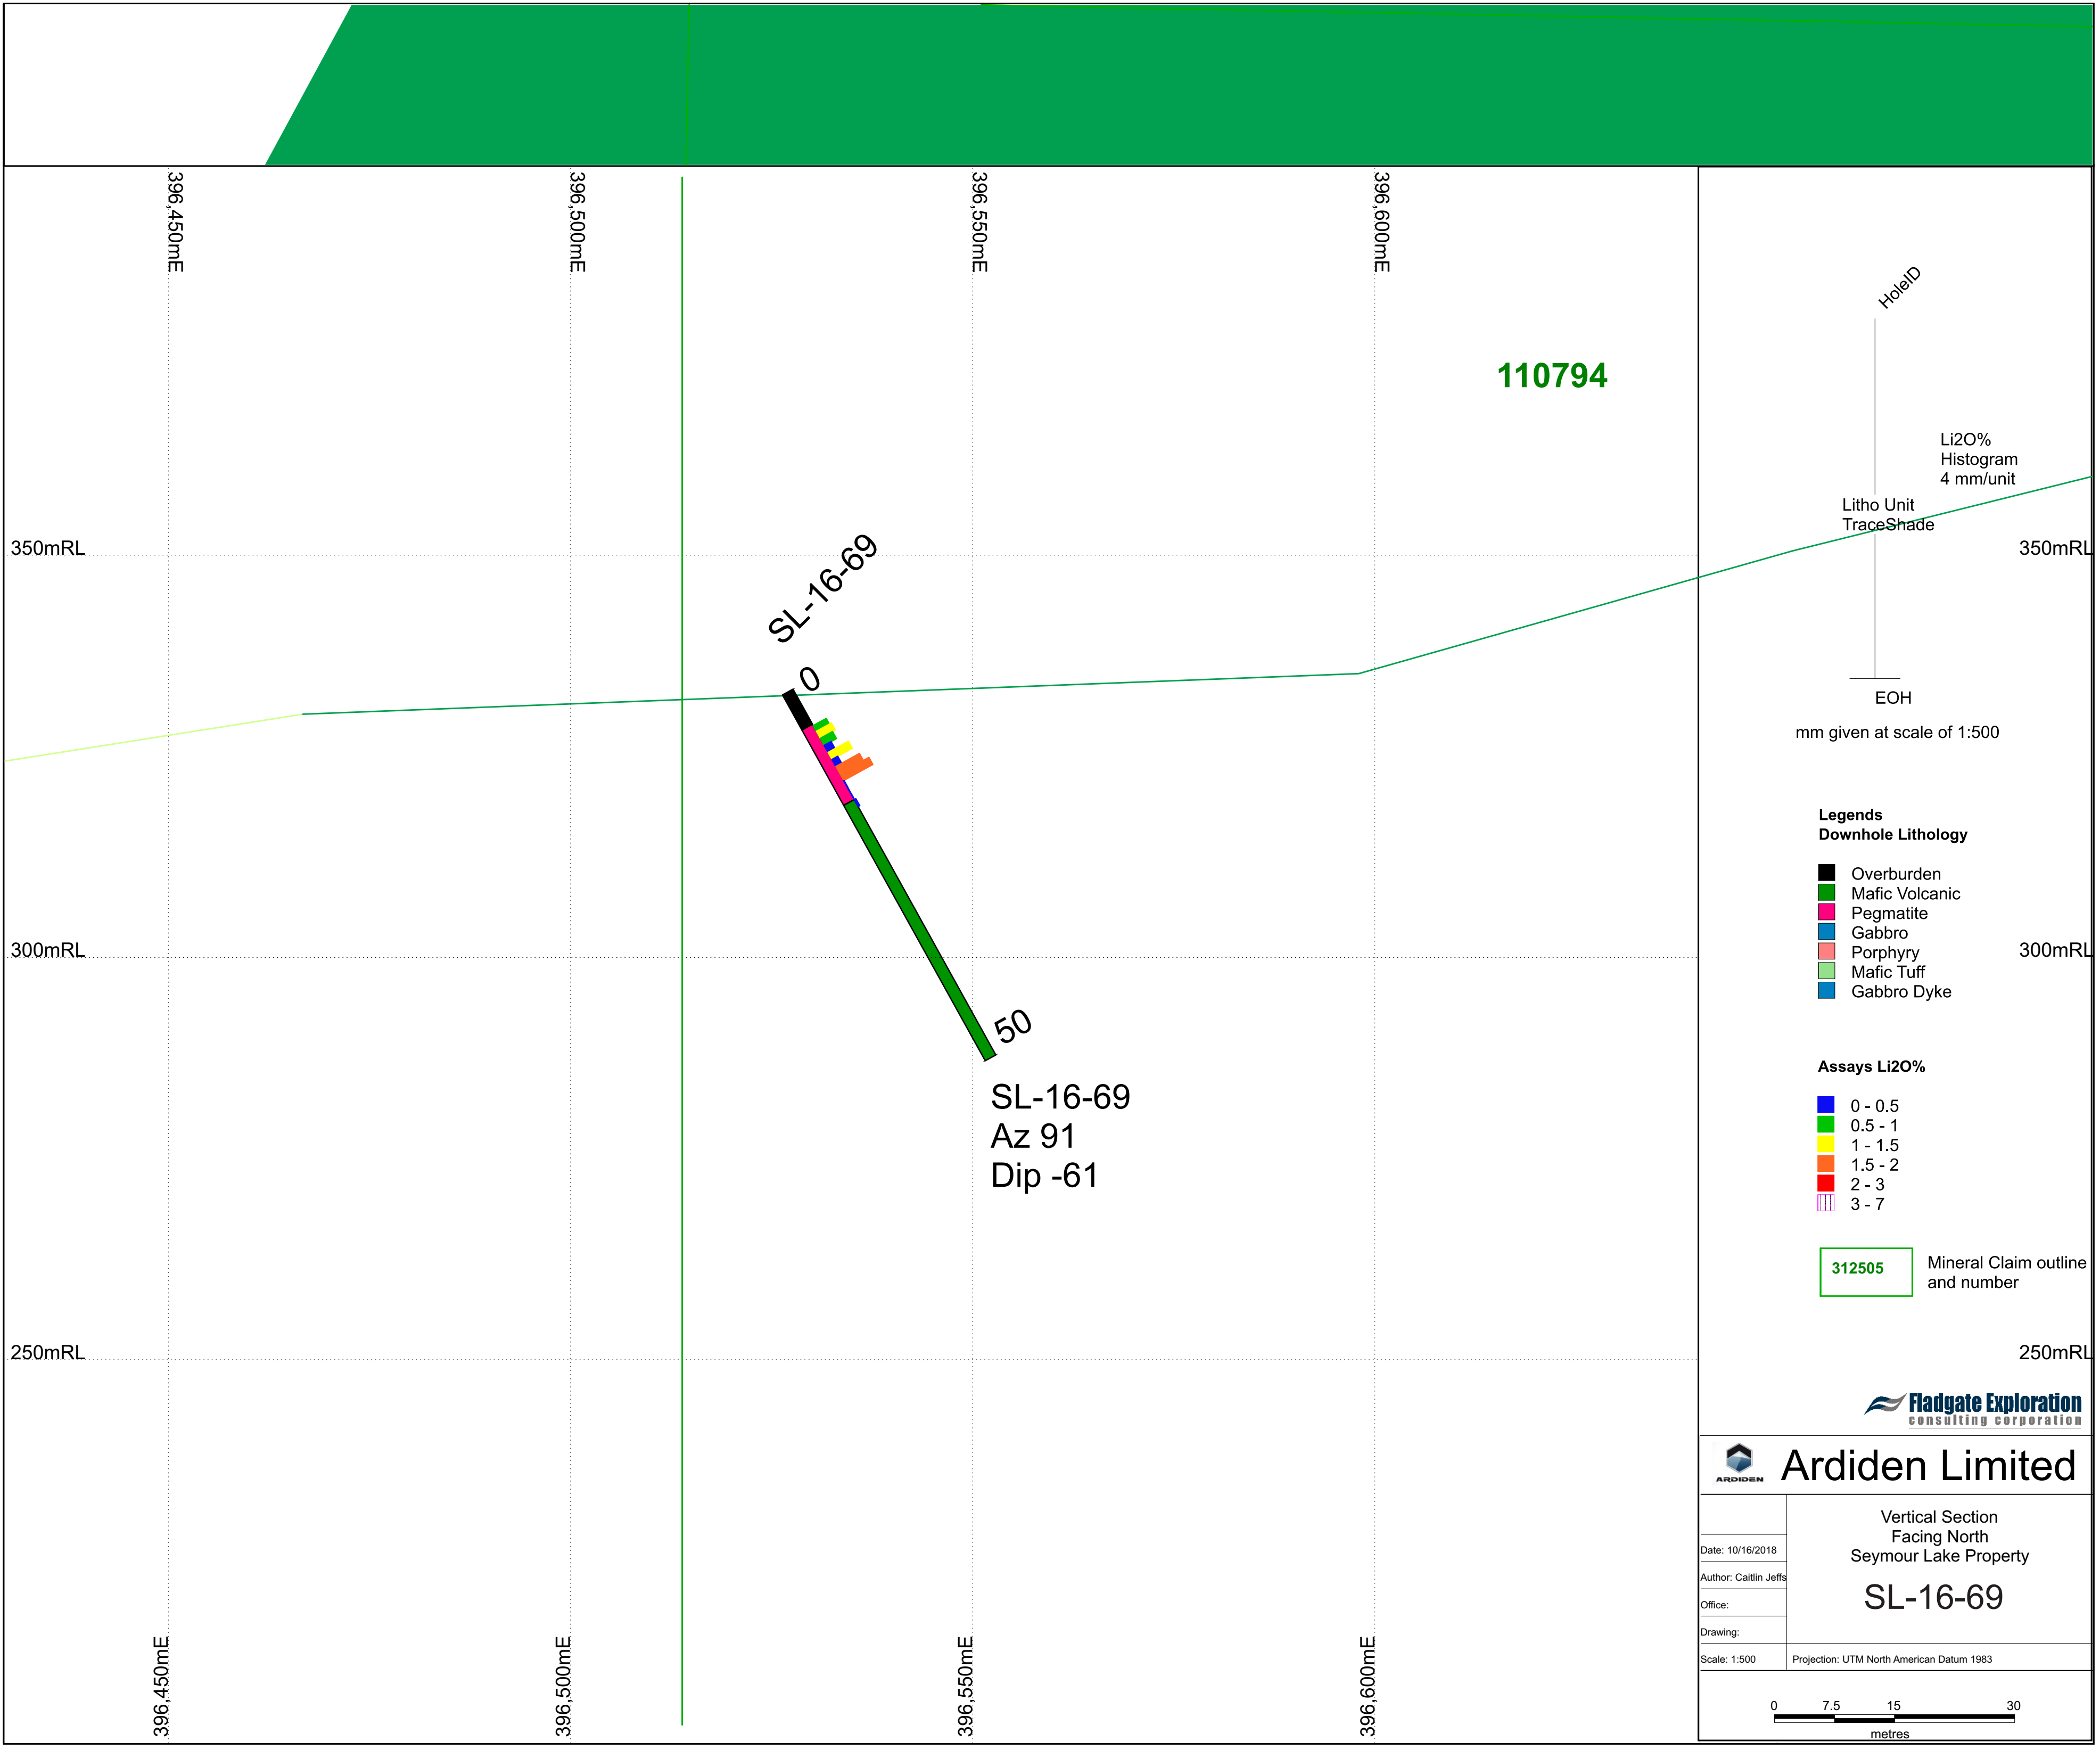 396,450mE
396,500mE
396,550mE
396,600mE
HoleID
110794
Li2O%
Histogram
4 mm/unit
Litho Unit
TraceShade
350mRL
350mRL
SL-16-69
0
EOH
mm given at scale of 1:500
Legends
Downhole Lithology
Overburden
Mafic Volcanic
Pegmatite
Gabbro
Porphyry
Mafic Tuff
Gabbro Dyke
300mRL
300mRL
50
SL-16-69
Az 91
Dip -61
Assays Li2O%
0 - 0.5
0.5 - 1
1 - 1.5
1.5 - 2
2 - 3
3 - 7
312505
Mineral Claim outline
and number
250mRL
250mRL
Fladgate Exploration
consulting corporation
ARDIDEN
Ardiden Limited
Vertical Section
Facing North
Seymour Lake Property
SL-16-69
Date: 10/16/2018
Author: Caitlin Jeffs
Office:
Drawing:
Scale: 1:500
Projection: UTM North American Datum 1983
396,450mE
396,500mE
396,550mE
396,600mE
0 7.5 15 30
metres